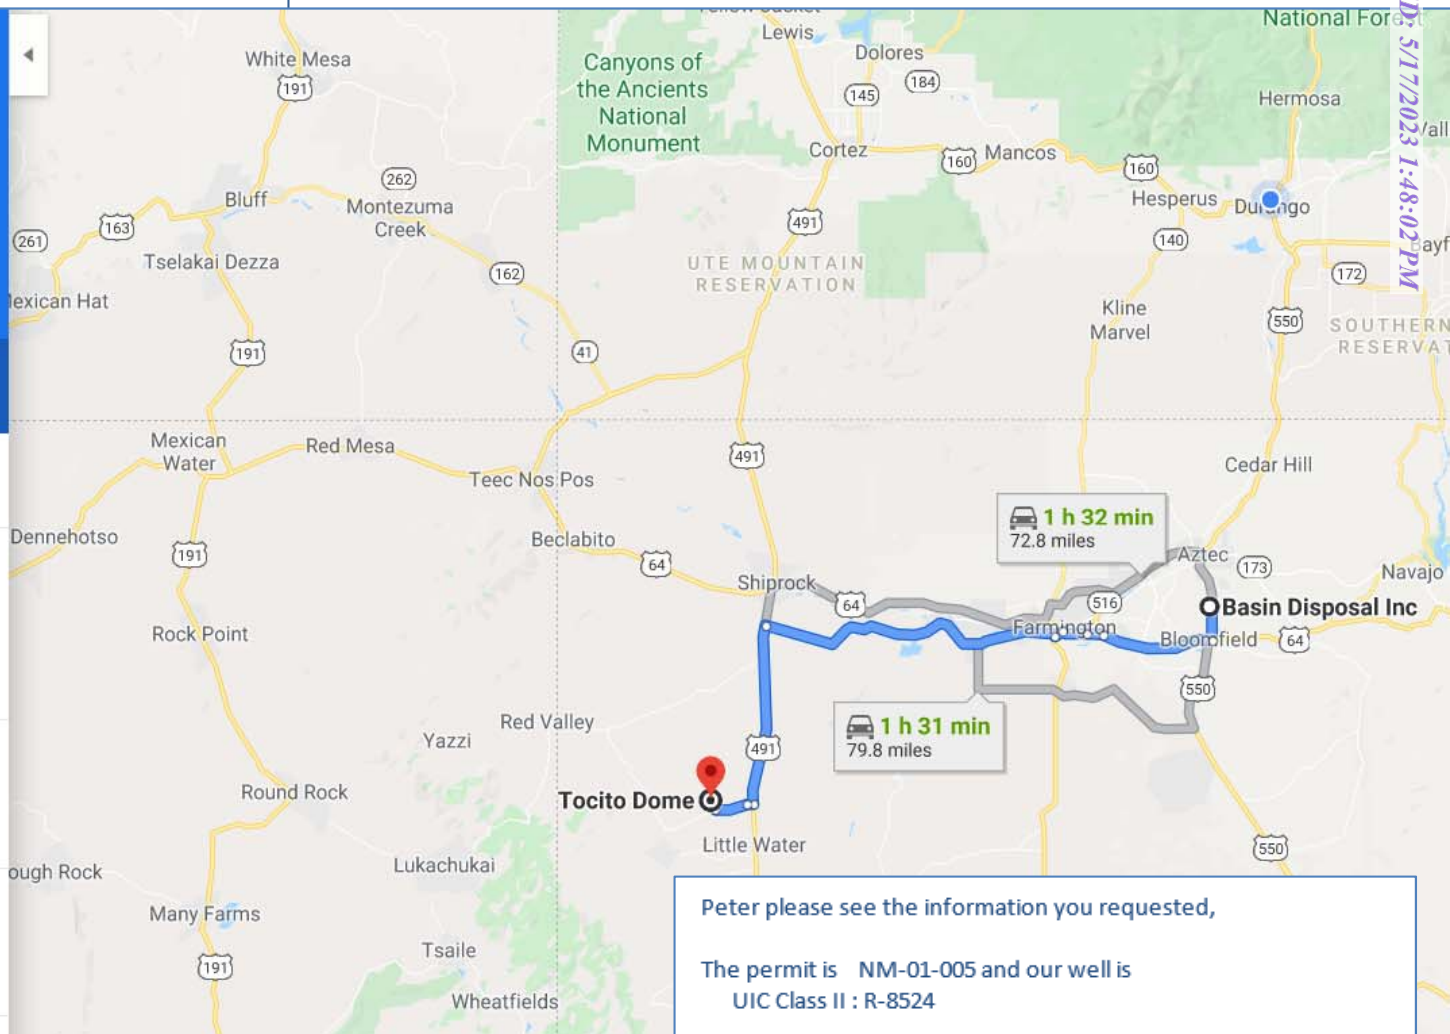 Lewis
Dolores
National Forest
White Mesa
191
Canyons of
the Ancients
National
Monument
184
145
Hermosa
D: 5/17/2023 1:48:02 PM
Cortez
160
Mancos
160
262
Bluff
Montezuma
Creek
163
261
491
Hesperus
Durango
140
Tselakai Dezza
162
UTE MOUNTAIN
RESERVATION
172
Mexican Hat
Kline
Marvel
550
SOUTHERN
RESERVAT
191
41
Mexican
Water
Red Mesa
491
Teec Nos Pos
Cedar Hill
1 h 32 min
72.8 miles
Dennehotso
Beclabito
191
64
Aztec
173
Navajo
Shiprock
64
516
Basin Disposal Inc
Rock Point
Farmington
Bloomfield
64
550
Red Valley
1 h 31 min
79.8 miles
Yazzi
491
Round Rock
Tocito Dome
Little Water
550
ough Rock
Lukachukai
Many Farms
Tsaile
191
Wheatfields
Peter please see the information you requested,
The permit is NM-01-005 and our well is
UIC Class II : R-8524